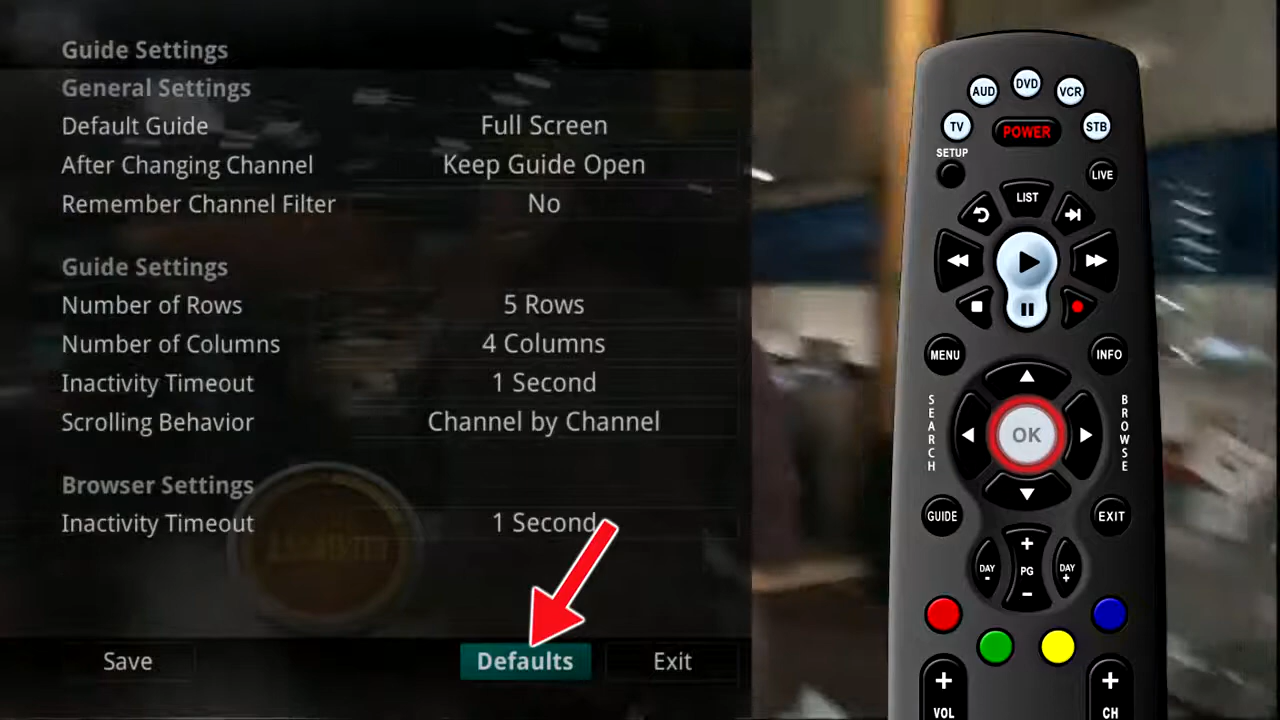 Guide Settings
General Settings
Default Guide Full Screen
After Changing Channel Keep Guide Open
Remember Channel Filter No
Guide Settings
Number of Rows 5 Rows
Number of Columns 4 Columns
Inactivity Timeout 1 Second
Scrolling Behavior Channel by Channel
Browser Settings
Inactivity Timeout 1 Second
Save Defaults Exit
AUD DVD VCR
TV POWER STB
SETUP
LIVE
LIST
MENU INFO
SEARCH OK BROWSE
GUIDE EXIT
+
DAY - PG DAY +
-
+ +
VOL CH